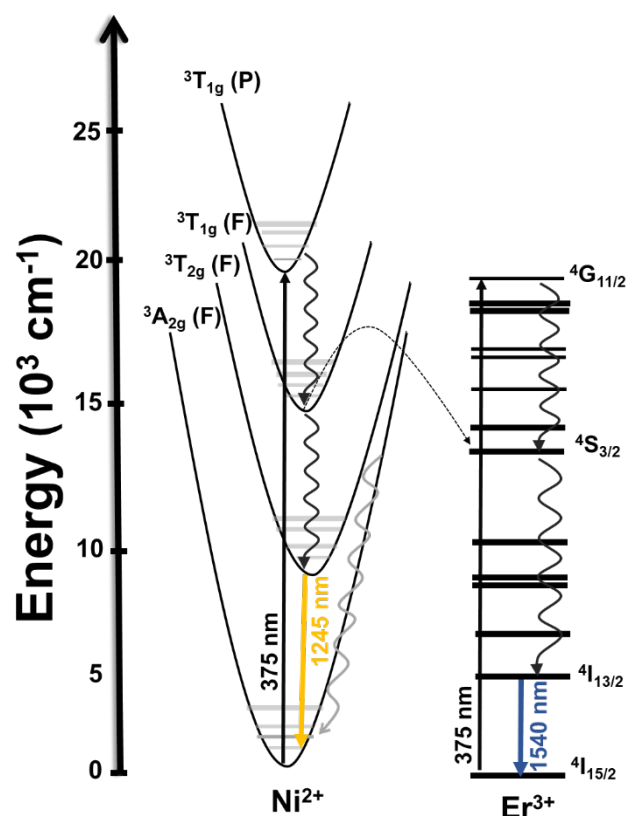 Energy (10³ cm⁻¹)
25
20
15
10
5
0
³T₁g (P)
³T₁g (F)
³T₂g (F)
³A₂g (F)
375 nm
1245 nm
Ni²⁺
⁴G₁₁/₂
⁴S₃/₂
⁴I₁₃/₂
⁴I₁₅/₂
375 nm
1540 nm
Er³⁺